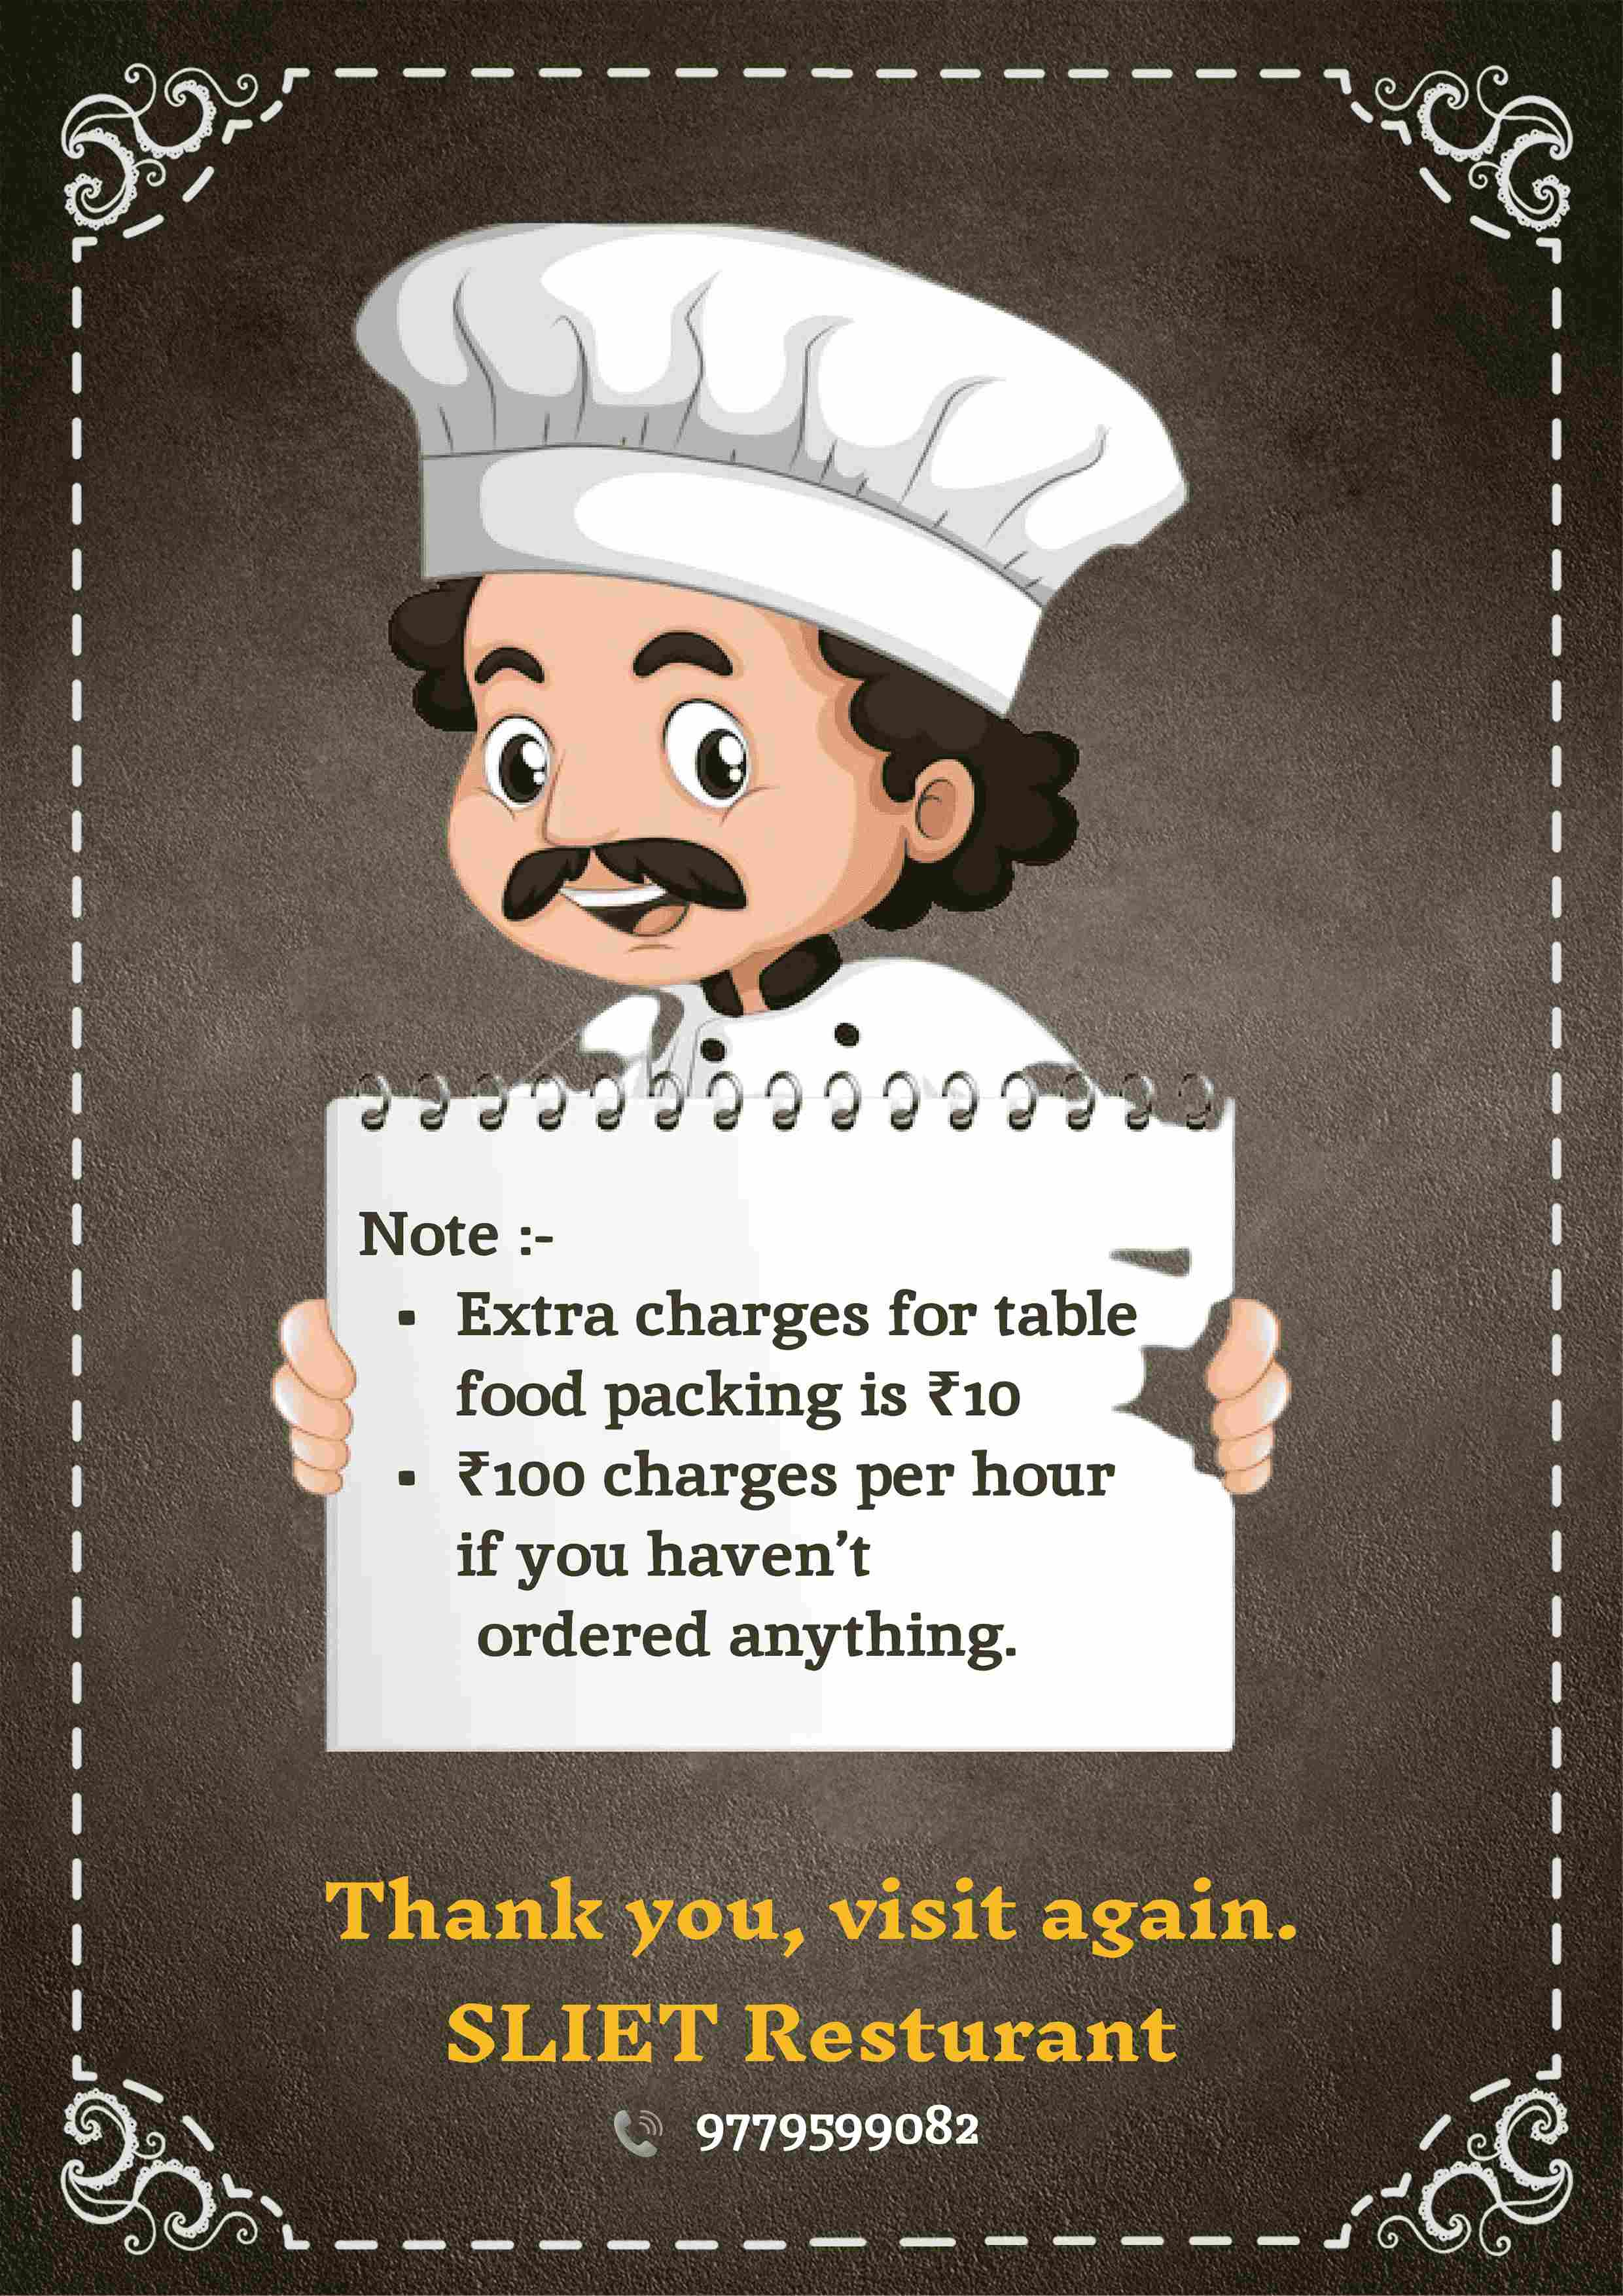 Note :-
▪ Extra charges for table
food packing is ₹10
▪ ₹100 charges per hour
if you haven’t
ordered anything.
Thank you, visit again.
SLIET Resturant
9779599082